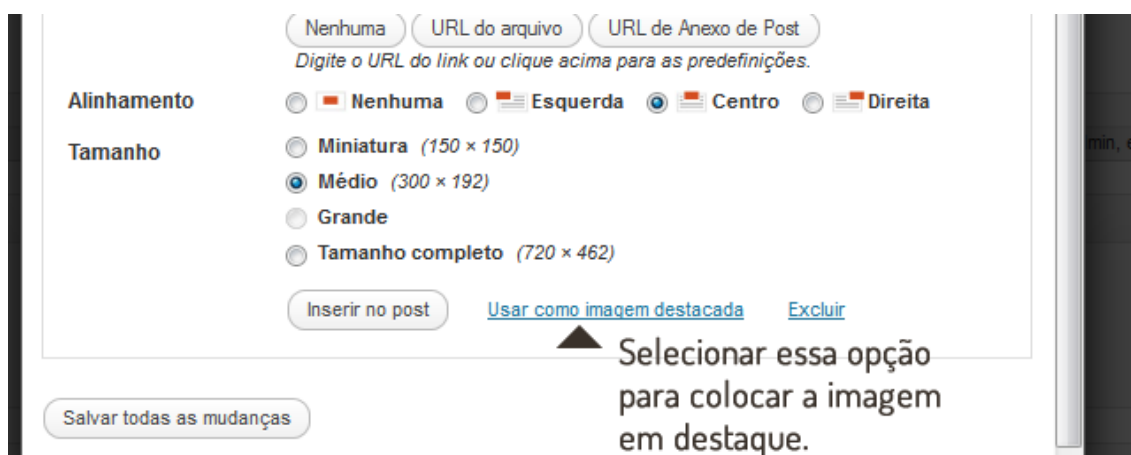 Nenhuma URL do arquivo URL de Anexo de Post
Digite o URL do link ou clique acima para as predefinições.
Alinhamento Nenhuma Esquerda Centro Direita
Tamanho Miniatura (150 × 150)
Médio (300 × 192)
Grande
Tamanho completo (720 × 462)
Inserir no post Usar como imagem destacada Excluir
Selecionar essa opção
para colocar a imagem
em destaque.
Salvar todas as mudanças